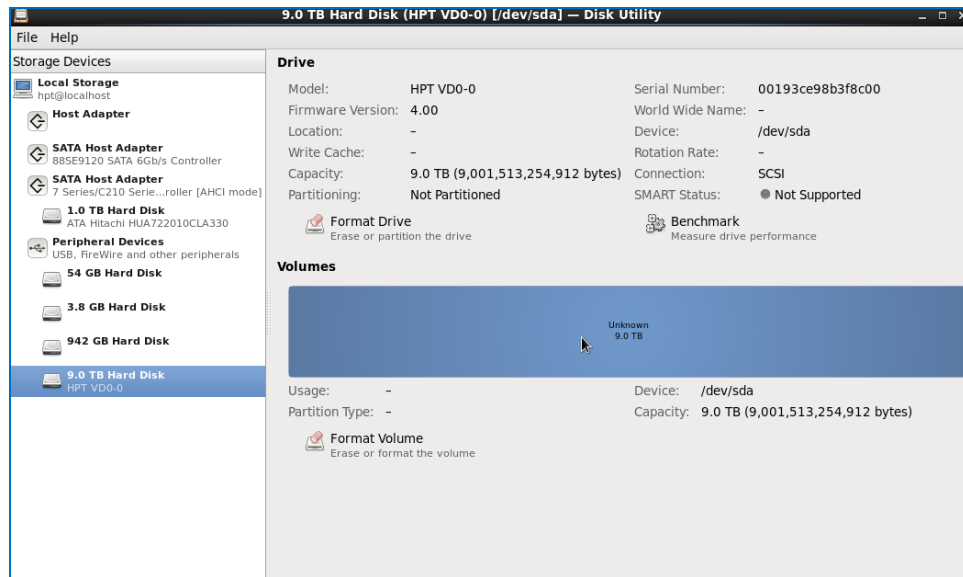 9.0 TB Hard Disk (HPT VD0-0) [/dev/sda] — Disk Utility
File Help
Storage Devices
Local Storage
hpt@localhost
Host Adapter
SATA Host Adapter
88SE9120 SATA 6Gb/s Controller
SATA Host Adapter
7 Series/C210 Serie...roller [AHCI mode]
1.0 TB Hard Disk
ATA Hitachi HUA722010CLA330
Peripheral Devices
USB, FireWire and other peripherals
54 GB Hard Disk
3.8 GB Hard Disk
942 GB Hard Disk
9.0 TB Hard Disk
HPT VD0-0
Drive
Model: HPT VD0-0 Serial Number: 00193ce98b3f8c00
Firmware Version: 4.00 World Wide Name: –
Location: – Device: /dev/sda
Write Cache: – Rotation Rate: –
Capacity: 9.0 TB (9,001,513,254,912 bytes) Connection: SCSI
Partitioning: Not Partitioned SMART Status: Not Supported
Format Drive Benchmark
Erase or partition the drive Measure drive performance
Volumes
Unknown
9.0 TB
Usage: – Device: /dev/sda
Partition Type: – Capacity: 9.0 TB (9,001,513,254,912 bytes)
Format Volume
Erase or format the volume